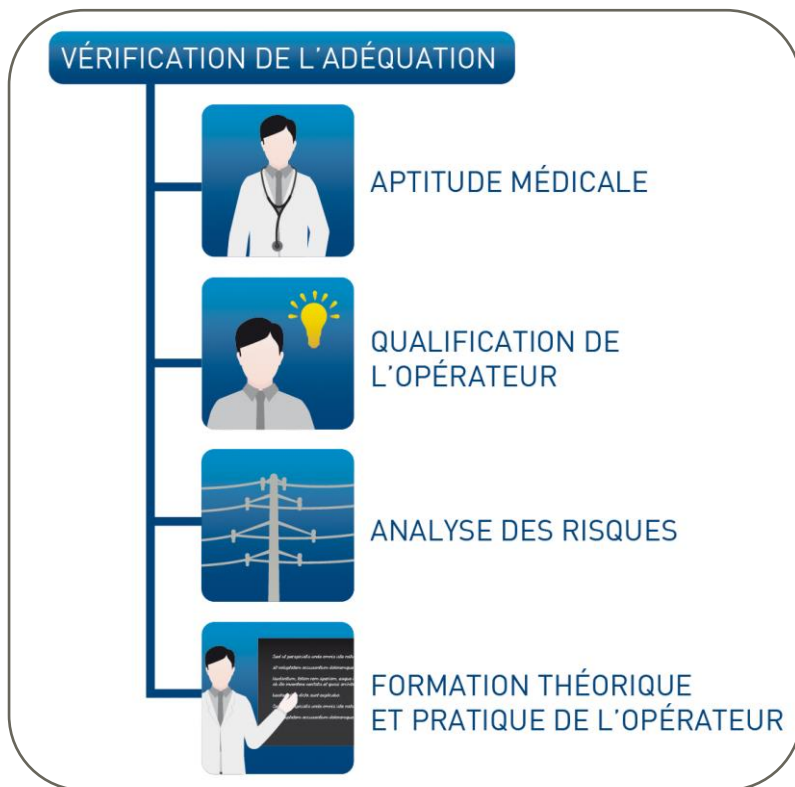 VÉRIFICATION DE L'ADÉQUATION
APTITUDE MÉDICALE
QUALIFICATION DE
L'OPÉRATEUR
ANALYSE DES RISQUES
FORMATION THÉORIQUE
ET PRATIQUE DE L'OPÉRATEUR